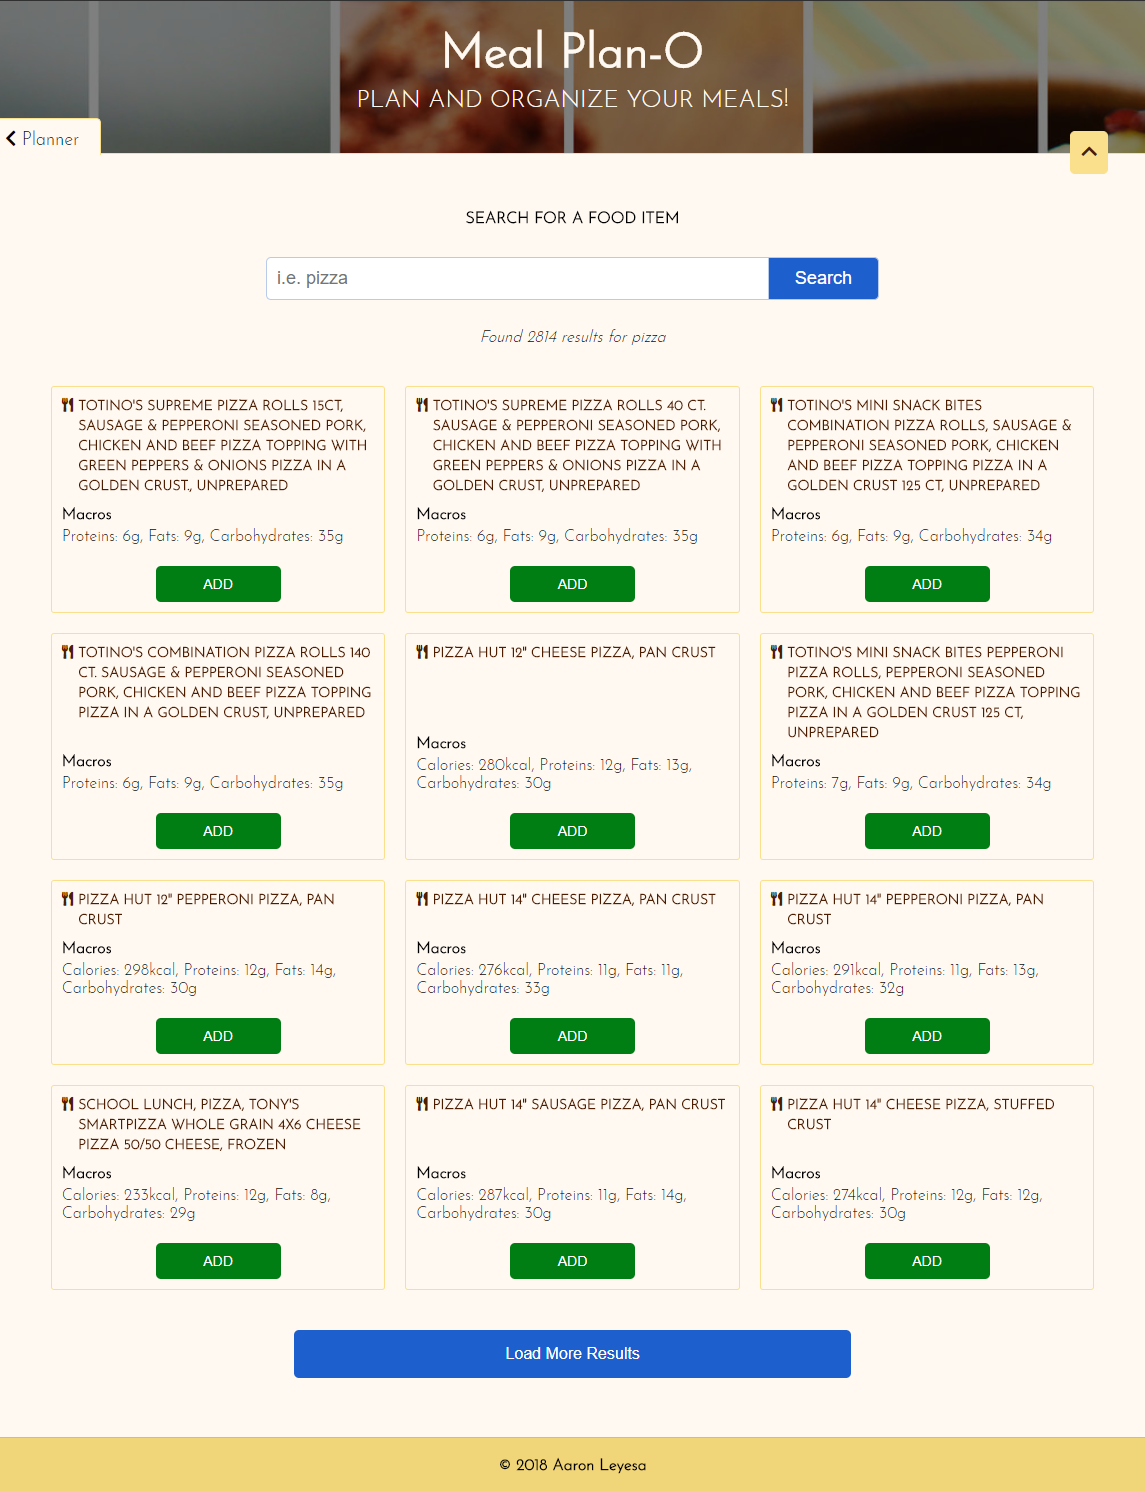 Meal Plan-O
PLAN AND ORGANIZE YOUR MEALS!
Planner
SEARCH FOR A FOOD ITEM
i.e. pizza
Search
Found 2814 results for pizza
TOTINO'S SUPREME PIZZA ROLLS 15CT,
SAUSAGE & PEPPERONI SEASONED PORK,
CHICKEN AND BEEF PIZZA TOPPING WITH
GREEN PEPPERS & ONIONS PIZZA IN A
GOLDEN CRUST., UNPREPARED
Macros
Proteins: 6g, Fats: 9g, Carbohydrates: 35g
ADD
TOTINO'S SUPREME PIZZA ROLLS 40 CT.
SAUSAGE & PEPPERONI SEASONED PORK,
CHICKEN AND BEEF PIZZA TOPPING WITH
GREEN PEPPERS & ONIONS PIZZA IN A
GOLDEN CRUST, UNPREPARED
Macros
Proteins: 6g, Fats: 9g, Carbohydrates: 35g
ADD
TOTINO'S MINI SNACK BITES
COMBINATION PIZZA ROLLS, SAUSAGE &
PEPPERONI SEASONED PORK, CHICKEN
AND BEEF PIZZA TOPPING PIZZA IN A
GOLDEN CRUST 125 CT, UNPREPARED
Macros
Proteins: 6g, Fats: 9g, Carbohydrates: 34g
ADD
TOTINO'S COMBINATION PIZZA ROLLS 140
CT. SAUSAGE & PEPPERONI SEASONED
PORK, CHICKEN AND BEEF PIZZA TOPPING
PIZZA IN A GOLDEN CRUST, UNPREPARED
Macros
Proteins: 6g, Fats: 9g, Carbohydrates: 35g
ADD
PIZZA HUT 12" CHEESE PIZZA, PAN CRUST
Macros
Calories: 280kcal, Proteins: 12g, Fats: 13g,
Carbohydrates: 30g
ADD
TOTINO'S MINI SNACK BITES PEPPERONI
PIZZA ROLLS, PEPPERONI SEASONED
PORK, CHICKEN AND BEEF PIZZA TOPPING
PIZZA IN A GOLDEN CRUST 125 CT,
UNPREPARED
Macros
Proteins: 7g, Fats: 9g, Carbohydrates: 34g
ADD
PIZZA HUT 12" PEPPERONI PIZZA, PAN
CRUST
Macros
Calories: 298kcal, Proteins: 12g, Fats: 14g,
Carbohydrates: 30g
ADD
PIZZA HUT 14" CHEESE PIZZA, PAN CRUST
Macros
Calories: 276kcal, Proteins: 11g, Fats: 11g,
Carbohydrates: 33g
ADD
PIZZA HUT 14" PEPPERONI PIZZA, PAN
CRUST
Macros
Calories: 291kcal, Proteins: 11g, Fats: 13g,
Carbohydrates: 32g
ADD
SCHOOL LUNCH, PIZZA, TONY'S
SMARTPIZZA WHOLE GRAIN 4X6 CHEESE
PIZZA 50/50 CHEESE, FROZEN
Macros
Calories: 233kcal, Proteins: 12g, Fats: 8g,
Carbohydrates: 29g
ADD
PIZZA HUT 14" SAUSAGE PIZZA, PAN CRUST
Macros
Calories: 287kcal, Proteins: 11g, Fats: 14g,
Carbohydrates: 30g
ADD
PIZZA HUT 14" CHEESE PIZZA, STUFFED
CRUST
Macros
Calories: 274kcal, Proteins: 12g, Fats: 12g,
Carbohydrates: 30g
ADD
Load More Results
© 2018 Aaron Leyesa